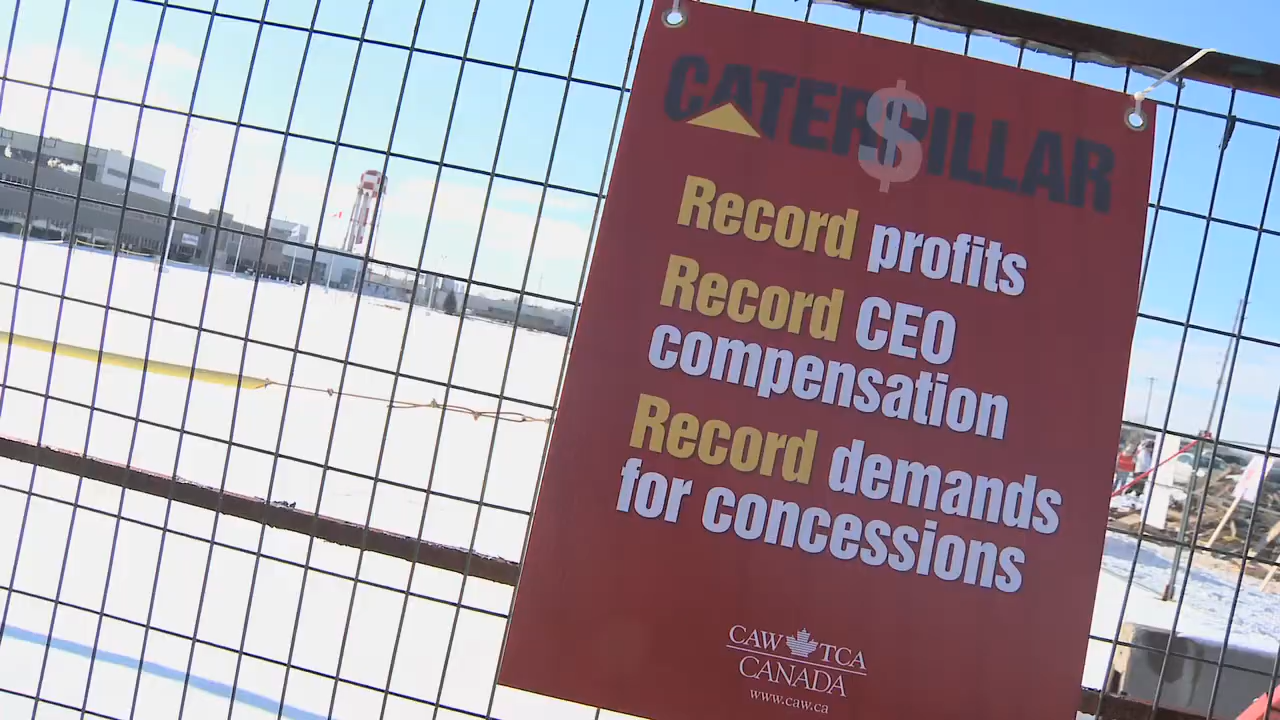 CATER$ILLAR
Record profits
Record CEO
compensation
Record demands
for concessions
CAW TCA
CANADA
www.caw.ca